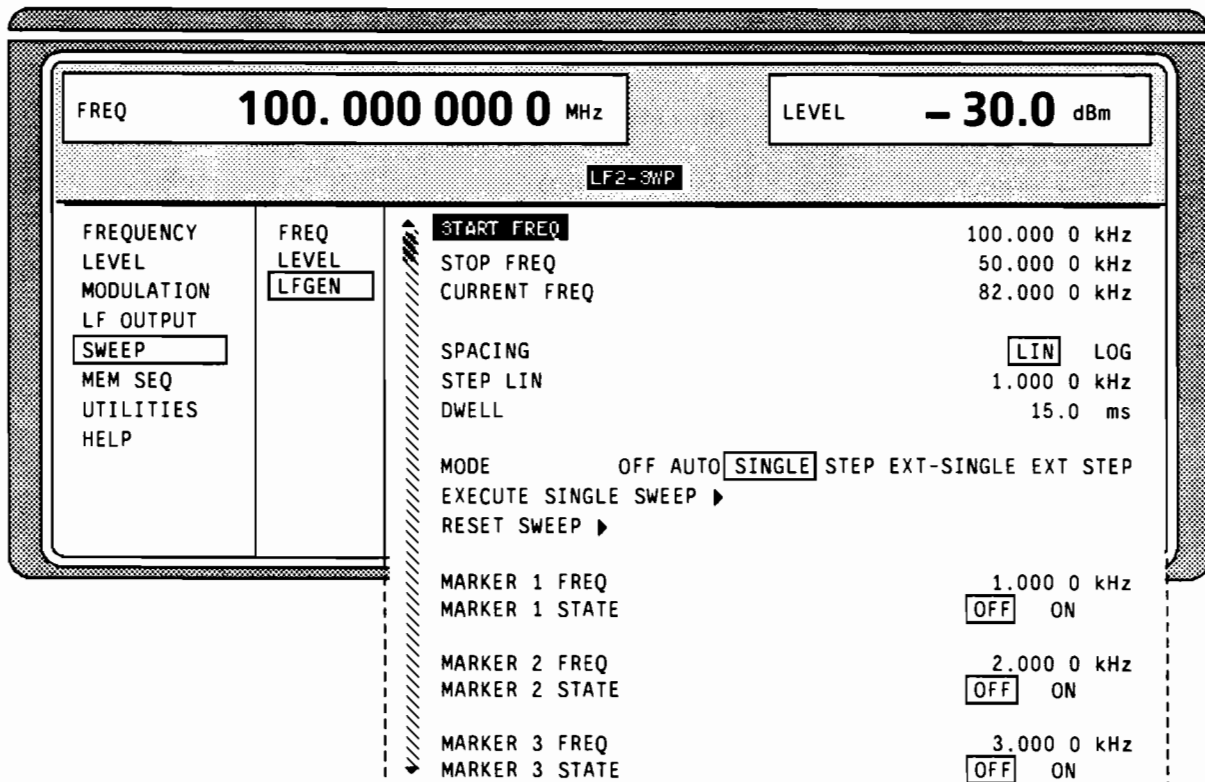 FREQ 100. 000 000 0 MHz LEVEL – 30.0 dBm
LF2-SWP
FREQUENCY
LEVEL
MODULATION
LF OUTPUT
SWEEP
MEM SEQ
UTILITIES
HELP
FREQ
LEVEL
LFGEN
START FREQ 100.000 0 kHz
STOP FREQ 50.000 0 kHz
CURRENT FREQ 82.000 0 kHz
SPACING LIN LOG
STEP LIN 1.000 0 kHz
DWELL 15.0 ms
MODE OFF AUTO SINGLE STEP EXT-SINGLE EXT STEP
EXECUTE SINGLE SWEEP
RESET SWEEP
MARKER 1 FREQ 1.000 0 kHz
MARKER 1 STATE OFF ON
MARKER 2 FREQ 2.000 0 kHz
MARKER 2 STATE OFF ON
MARKER 3 FREQ 3.000 0 kHz
MARKER 3 STATE OFF ON